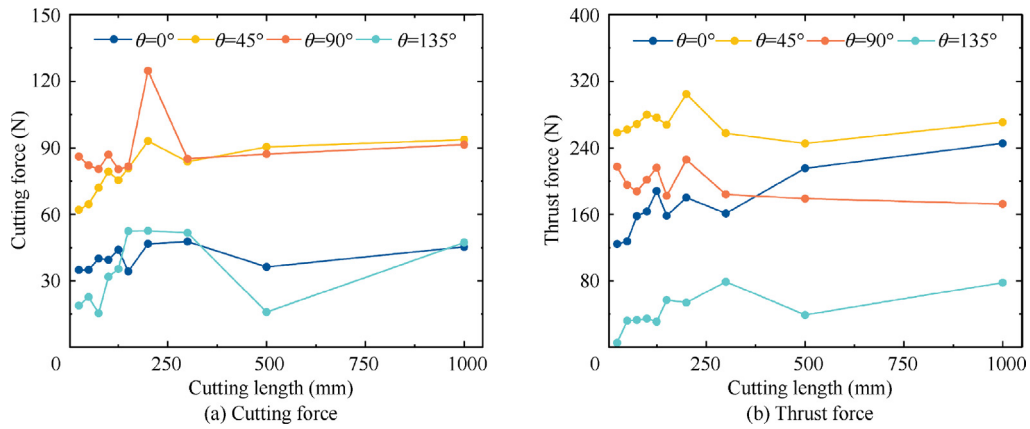 150
120
90
60
30
0
250
500
750
1000
θ=0° θ=45° θ=90° θ=135°
Cutting force (N)
Cutting length (mm)
(a) Cutting force
400
320
240
160
80
0
250
500
750
1000
θ=0° θ=45° θ=90° θ=135°
Thrust force (N)
Cutting length (mm)
(b) Thrust force